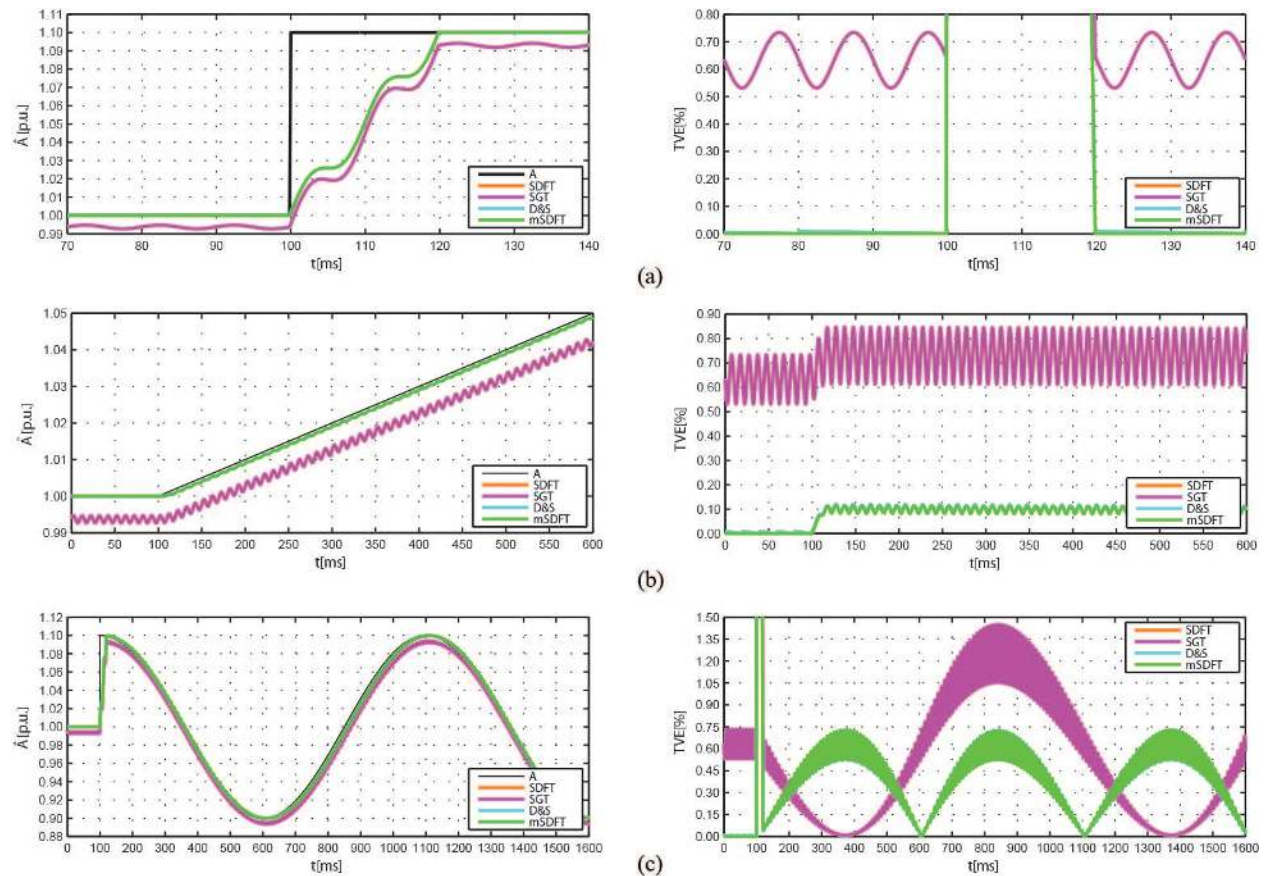 1.11
1.10
1.09
1.08
1.07
1.06
1.05
1.04
1.03
1.02
1.01
1.00
0.99
Â [p.u.]
A
SDFT
SGT
D&S
mSDFT
70 80 90 100 110 120 130 140
t[ms]
0.80
0.70
0.60
0.50
0.40
0.30
0.20
0.10
0.00
TVE[%]
SDFT
SGT
D&S
mSDFT
70 80 90 100 110 120 130 140
t[ms]
(a)
1.05
1.04
1.03
1.02
1.01
1.00
0.99
Â [p.u.]
A
SDFT
SGT
D&S
mSDFT
0 50 100 150 200 250 300 350 400 450 500 550 600
t[ms]
0.90
0.80
0.70
0.60
0.50
0.40
0.30
0.20
0.10
0.00
TVE[%]
SDFT
SGT
D&S
mSDFT
0 50 100 150 200 250 300 350 400 450 500 550 600
t[ms]
(b)
1.12
1.10
1.08
1.06
1.04
1.02
1.00
0.98
0.96
0.94
0.92
0.90
0.88
Â [p.u.]
A
SDFT
SGT
D&S
mSDFT
0 100 200 300 400 500 600 700 800 900 1000 1100 1200 1300 1400 1500 1600
t[ms]
1.50
1.35
1.20
1.05
0.90
0.75
0.60
0.45
0.30
0.15
0.00
TVE[%]
SDFT
SGT
D&S
mSDFT
0 100 200 300 400 500 600 700 800 900 1000 1100 1200 1300 1400 1500 1600
t[ms]
(c)